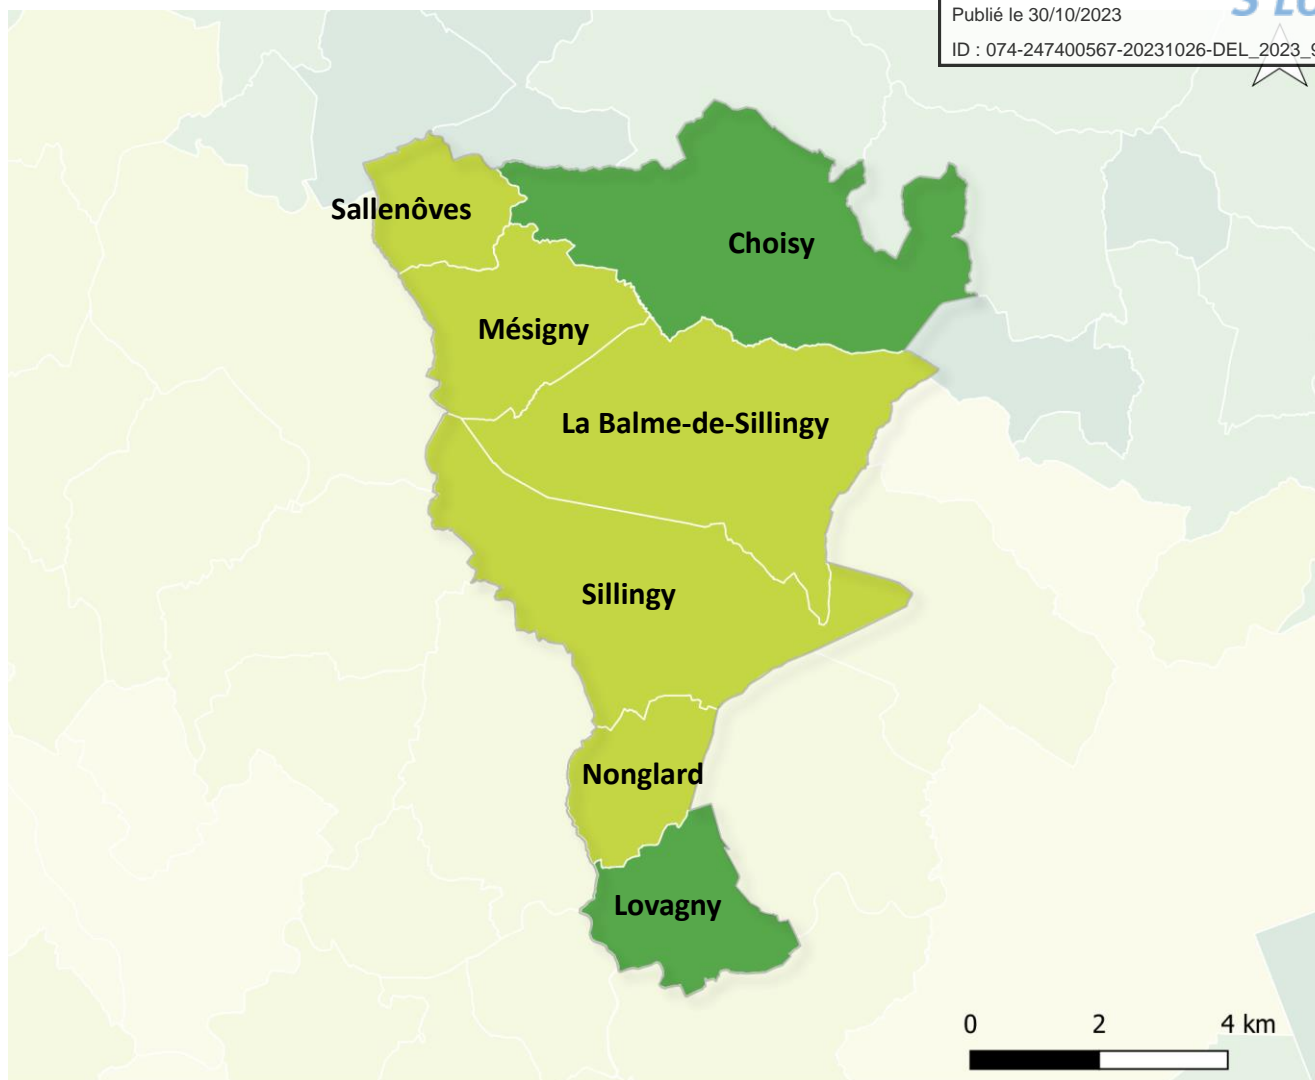 Publié le 30/10/2023
ID : 074-247400567-20231026-DEL_2023_9
Sallenôves
Choisy
Mésigny
La Balme-de-Sillingy
Sillingy
Nonglard
Lovagny
0 2 4 km